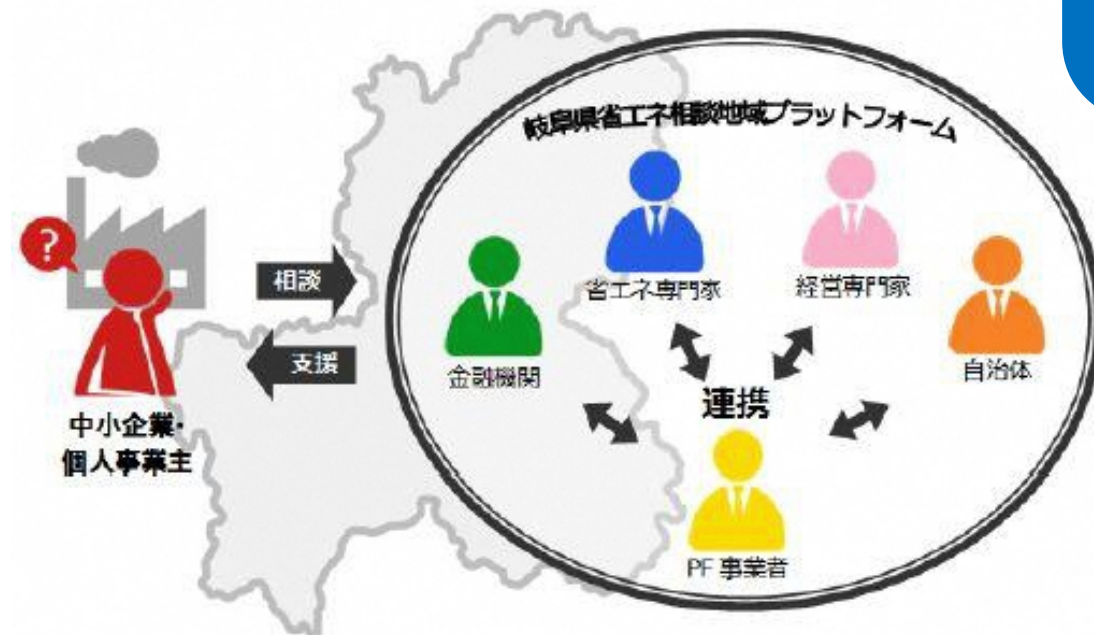 岐阜県省エネ相談地域プラットフォーム
?
相談
支援
中小企業・
個人事業主
金融機関
省エネ専門家
経営専門家
自治体
連携
PF 事業者